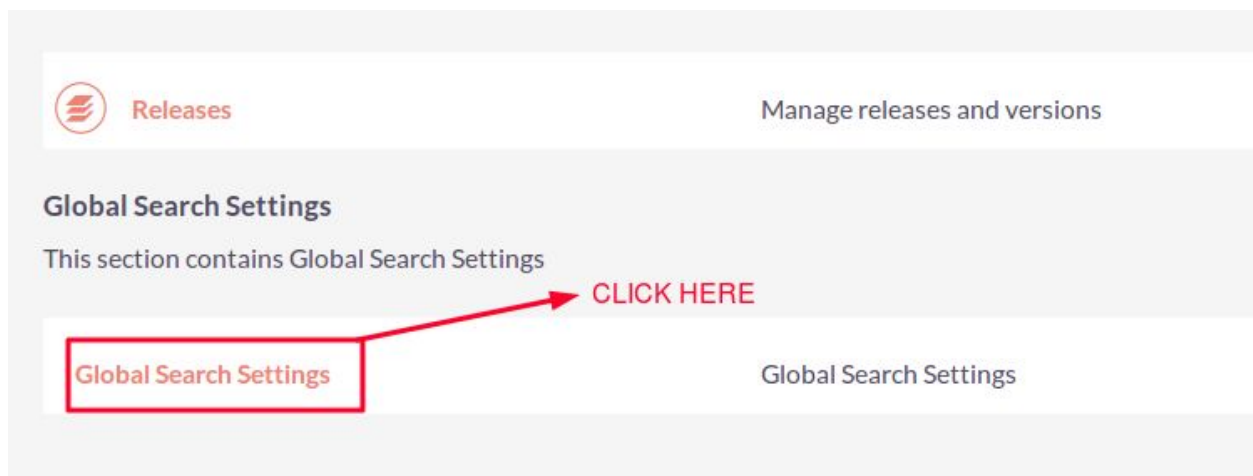 Releases
Manage releases and versions
Global Search Settings
This section contains Global Search Settings
CLICK HERE
Global Search Settings
Global Search Settings